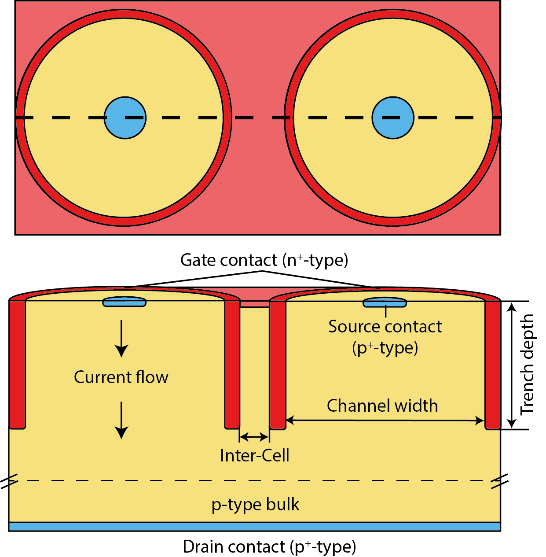 Gate contact (n⁺-type)
Source contact
(p⁺-type)
Trench depth
Current flow
Channel width
Inter-Cell
p-type bulk
Drain contact (p⁺-type)